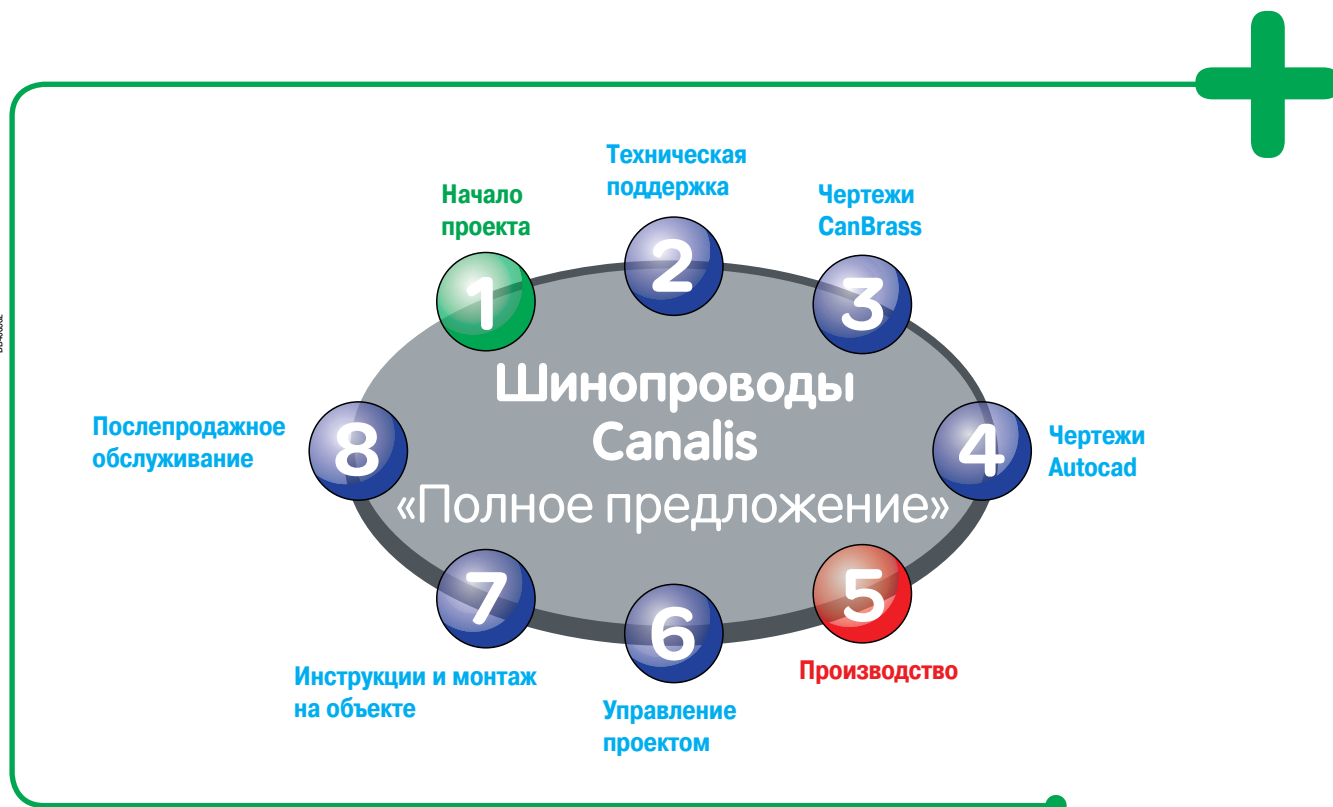 Техническая
поддержка
Начало
проекта
Чертежи
CanBrass
1
2
3
Шинопроводы
Canalis
«Полное предложение»
Послепродажное
обслуживание
8
4
Чертежи
Autocad
7
6
5
Производство
Инструкции и монтаж
на объекте
Управление
проектом